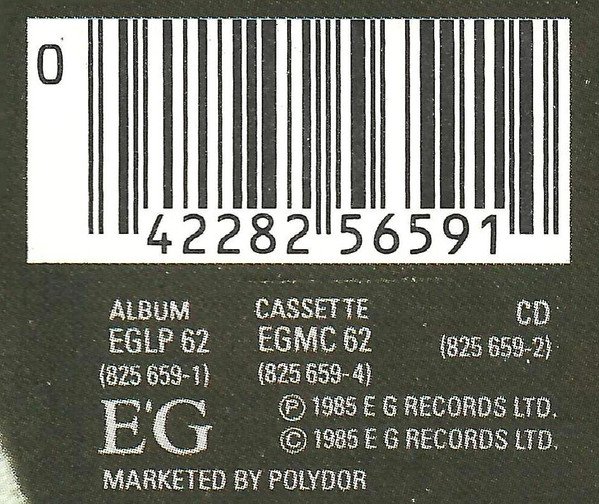 0
42282 56591
ALBUM CASSETTE CD
EGLP 62 EGMC 62 (825 659-2)
(825 659-1) (825 659-4)
E'G
℗ 1985 E G RECORDS LTD.
© 1985 E G RECORDS LTD.
MARKETED BY POLYDOR